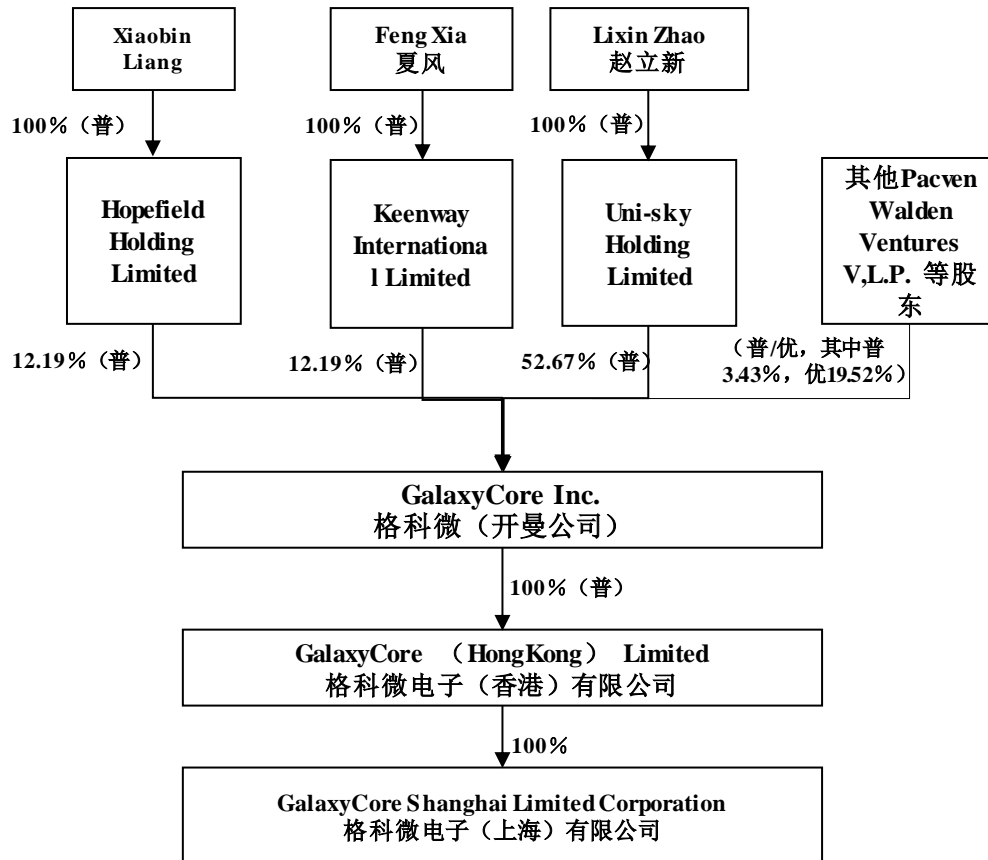 Xiaobin
Liang
Feng Xia
夏风
Lixin Zhao
赵立新
100%（普）
100%（普）
100%（普）
Hopefield
Holding
Limited
Keenway
Internationa
l Limited
Uni-sky
Holding
Limited
其他Pacven
Walden
Ventures
V,L.P. 等股
东
12.19%（普）
12.19%（普）
52.67%（普）
（普/优，其中普
3.43%，优19.52%）
GalaxyCore Inc.
格科微（开曼公司）
100%（普）
GalaxyCore （HongKong） Limited
格科微电子（香港）有限公司
100%
GalaxyCore Shanghai Limited Corporation
格科微电子（上海）有限公司